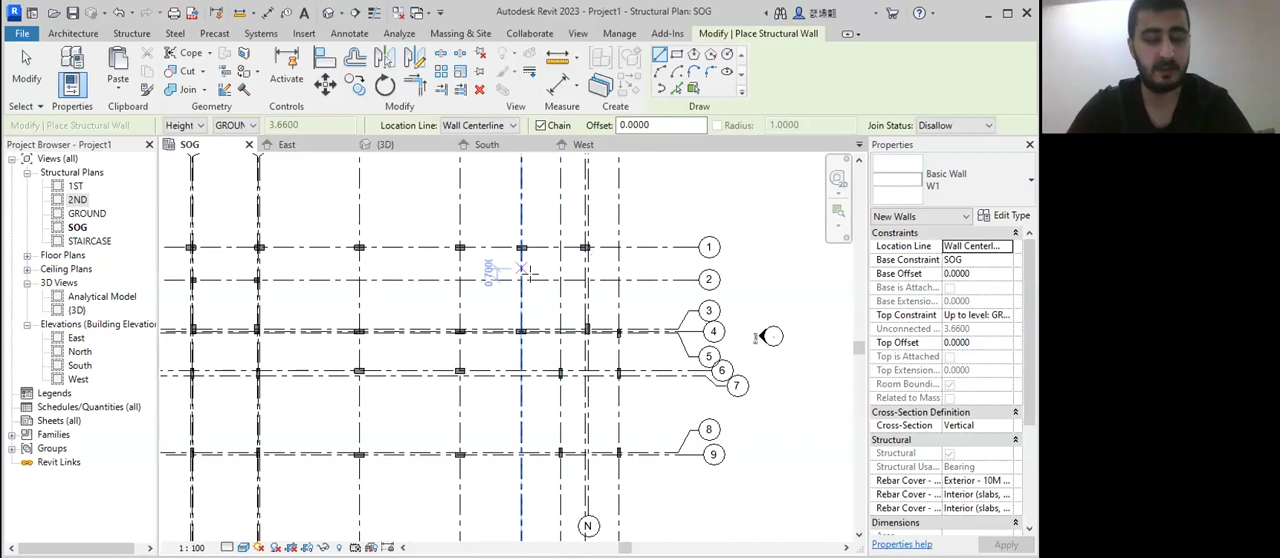 R
Autodesk Revit 2023 - Project1 - Structural Plan: SOG
File
Architecture
Structure
Steel
Precast
Systems
Insert
Annotate
Analyze
Massing & Site
Collaborate
View
Manage
Add-Ins
Modify | Place Structural Wall
Modify
Paste
Cope
Cut
Join
Activate
Select
Properties
Clipboard
Geometry
Controls
Modify
View
Measure
Create
Draw
Modify | Place Structural Wall
Height
GROUN
3.6600
Location Line: Wall Centerline
Chain
Offset: 0.0000
Radius: 1.0000
Join Status: Disallow
Project Browser - Project1
Views (all)
Structural Plans
1ST
2ND
GROUND
SOG
STAIRCASE
Floor Plans
Ceiling Plans
3D Views
Analytical Model
{3D}
Elevations (Building Elevation
East
North
South
West
Legends
Schedules/Quantities (all)
Sheets (all)
Families
Groups
Revit Links
SOG
East
{3D}
South
West
0.7000
1
2
3
4
5
6
7
8
9
N
East
1 : 100
Properties
Basic Wall
W1
New Walls
Edit Type
Constraints
Location Line Wall Centerl...
Base Constraint SOG
Base Offset 0.0000
Base is Attach...
Base Extensio... 0.0000
Top Constraint Up to level: GR...
Unconnected ... 3.6600
Top Offset 0.0000
Top is Attached
Top Extensio... 0.0000
Room Boundi...
Related to Mass
Cross-Section Definition
Cross-Section Vertical
Structural
Structural
Structural Usa... Bearing
Rebar Cover - ... Exterior - 10M ...
Rebar Cover - ... Interior (slabs, ...
Rebar Cover - ... Interior (slabs, ...
Dimensions
Properties help
Apply